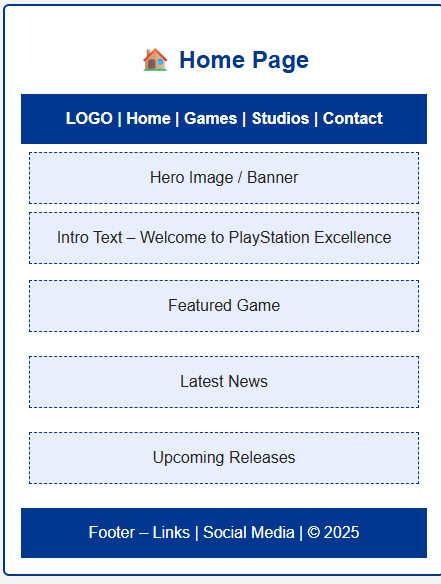 Home Page
LOGO | Home | Games | Studios | Contact
Hero Image / Banner
Intro Text – Welcome to PlayStation Excellence
Featured Game
Latest News
Upcoming Releases
Footer – Links | Social Media | © 2025